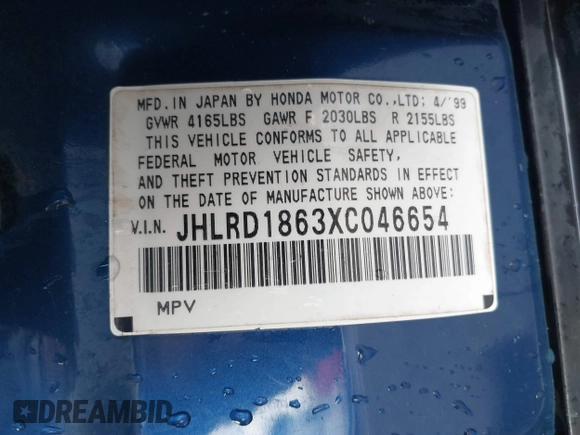 MFD. IN JAPAN BY HONDA MOTOR CO.,LTD: 4/'99
GVWR 4165LBS GAWR F 2030LBS R 2155LBS
THIS VEHICLE CONFORMS TO ALL APPLICABLE
FEDERAL MOTOR VEHICLE SAFETY,
AND THEFT PREVENTION STANDARDS IN EFFECT
ON THE DATE OF MANUFACTURE SHOWN ABOVE:
V.I.N. JHLRD1863XC046654
MPV
DREAMBID